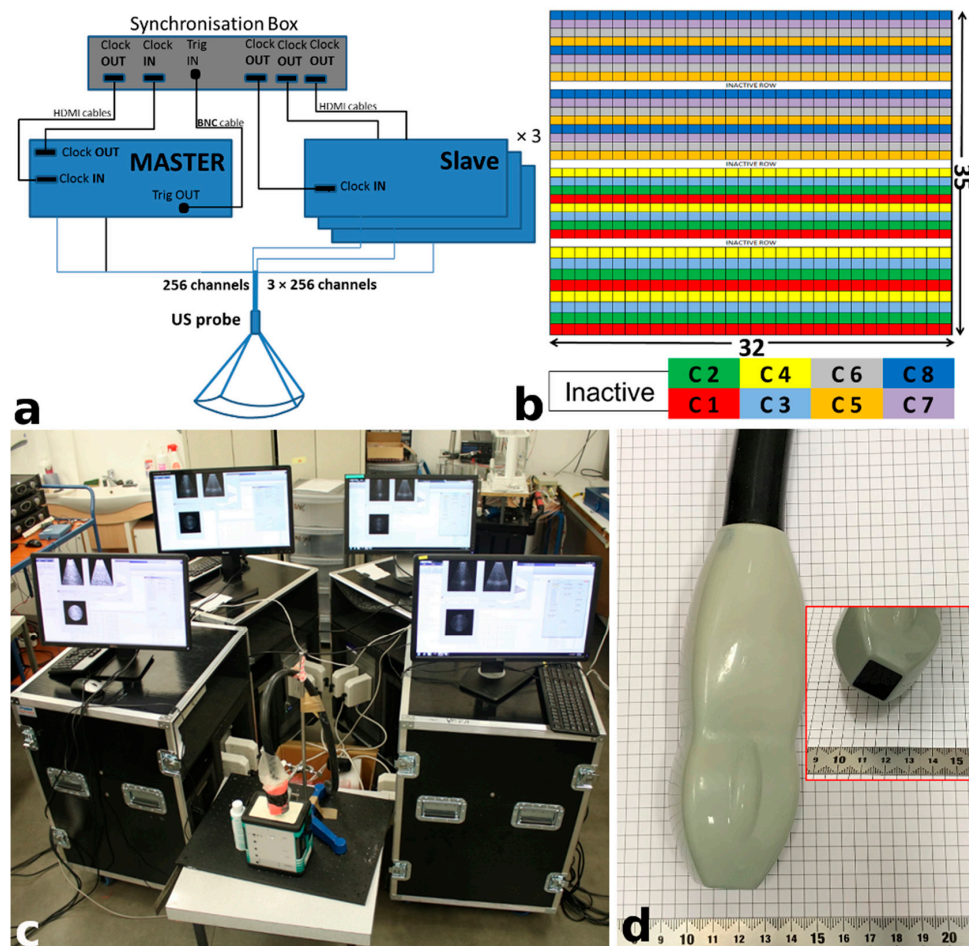 Synchronisation Box
Clock OUT
Clock IN
Trig IN
Clock OUT
Clock OUT
Clock OUT
HDMI cables
BNC cable
HDMI cables
Clock OUT
MASTER
Clock IN
Trig OUT
Slave
× 3
Clock IN
256 channels
3 × 256 channels
US probe
a
INACTIVE ROW
INACTIVE ROW
INACTIVE ROW
35
32
b
Inactive
C 2 C 4 C 6 C 8
C 1 C 3 C 5 C 7
c
9 10 11 12 13 14 15
d
9 10 11 12 13 14 15 16 17 18 19 20